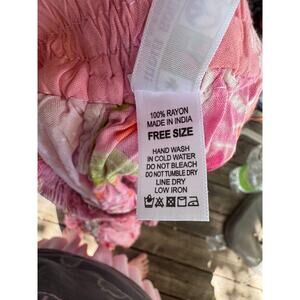 100% RAYON
MADE IN INDIA
FREE SIZE
HAND WASH
IN COLD WATER
DO NOT BLEACH
DO NOT TUMBLE DRY
LINE DRY
LOW IRON